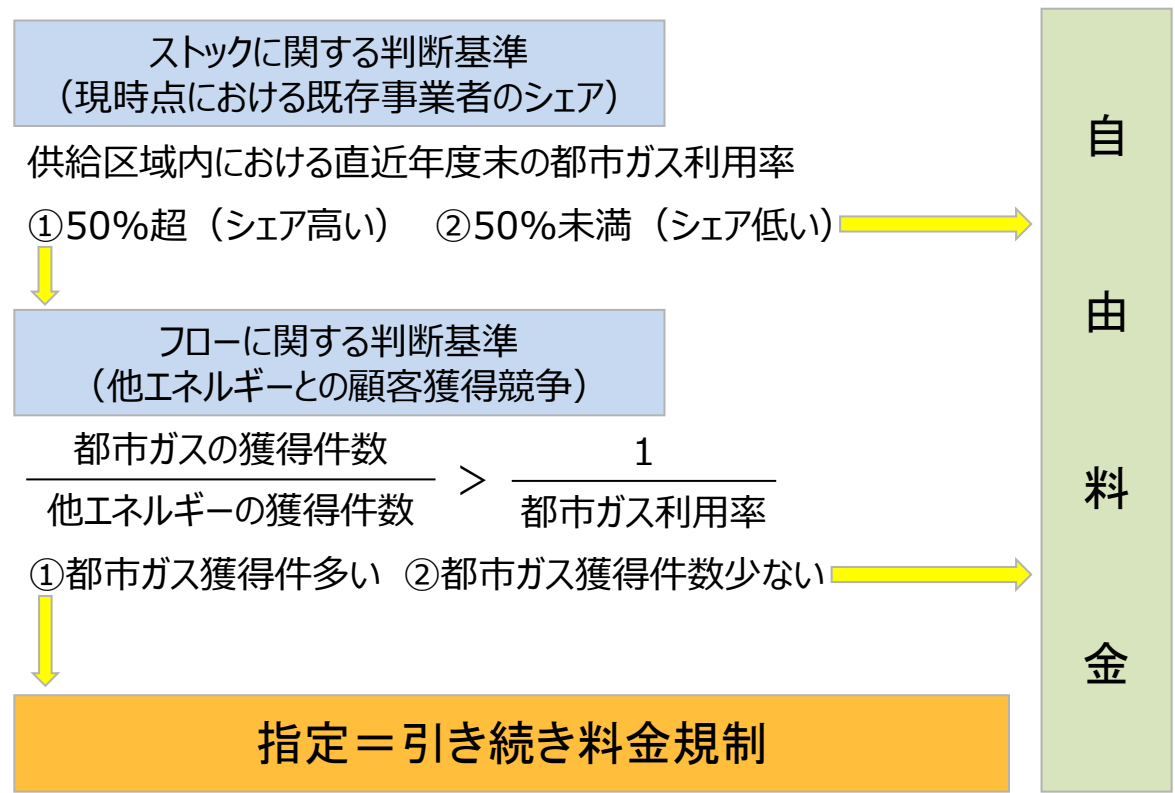 ストックに関する判断基準
（現時点における既存事業者のシェア）
供給区域内における直近年度末の都市ガス利用率
①50%超（シェア高い）　②50%未満（シェア低い）
フローに関する判断基準
（他エネルギーとの顧客獲得競争）
都市ガスの獲得件数
他エネルギーの獲得件数
＞
1
都市ガス利用率
①都市ガス獲得件多い　②都市ガス獲得件数少ない
指定＝引き続き料金規制
自由料金